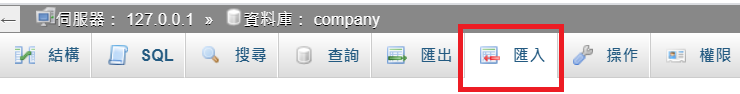 ← 伺服器： 127.0.0.1 » 資料庫： company
結構 SQL 搜尋 查詢 匯出 匯入 操作 權限